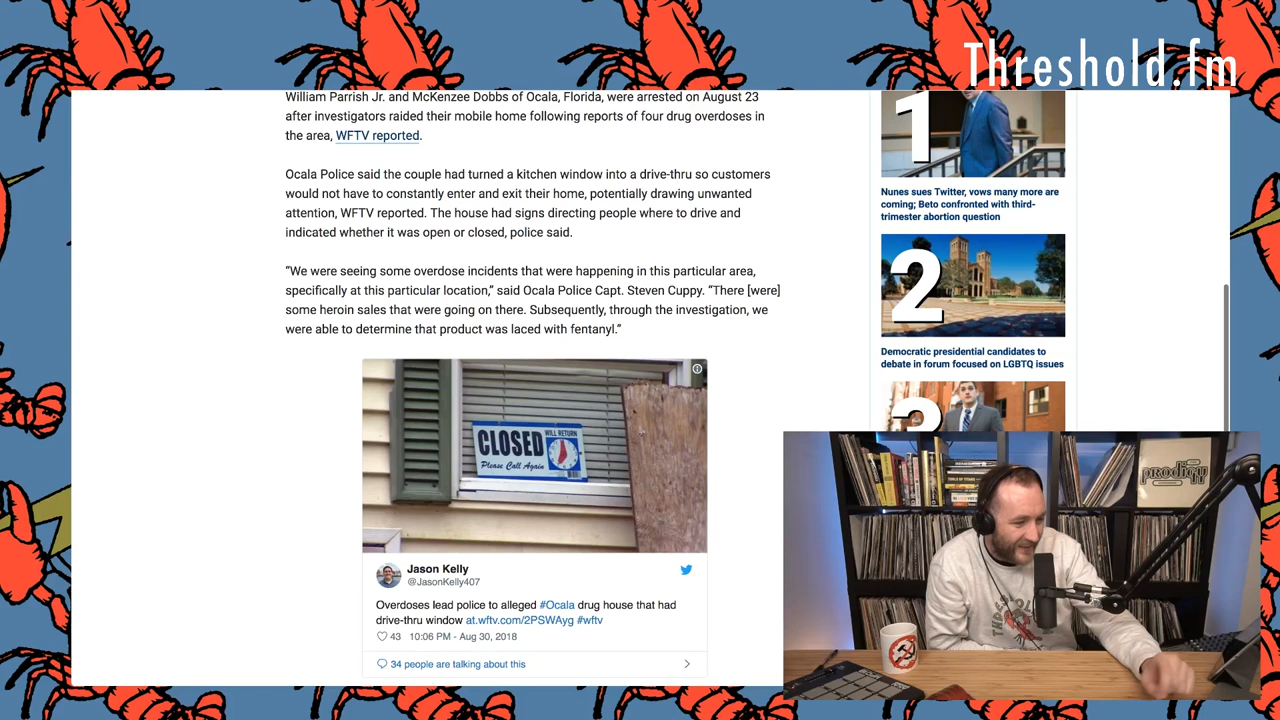 Threshold.fm
William Parrish Jr. and McKenzee Dobbs of Ocala, Florida, were arrested on August 23
after investigators raided their mobile home following reports of four drug overdoses in
the area, WFTV reported.
Ocala Police said the couple had turned a kitchen window into a drive-thru so customers
would not have to constantly enter and exit their home, potentially drawing unwanted
attention, WFTV reported. The house had signs directing people where to drive and
indicated whether it was open or closed, police said.
“We were seeing some overdose incidents that were happening in this particular area,
specifically at this particular location,” said Ocala Police Capt. Steven Cuppy. “There [were]
some heroin sales that were going on there. Subsequently, through the investigation, we
were able to determine that product was laced with fentanyl.”
CLOSED
WILL RETURN
Please Call Again
Jason Kelly
@JasonKelly407
Overdoses lead police to alleged #Ocala drug house that had
drive-thru window at.wftv.com/2PSWAyg #wftv
43 10:06 PM - Aug 30, 2018
34 people are talking about this
1
Nunes sues Twitter, vows many more are
coming; Beto confronted with third-
trimester abortion question
2
Democratic presidential candidates to
debate in forum focused on LGBTQ issues
3
prodigy